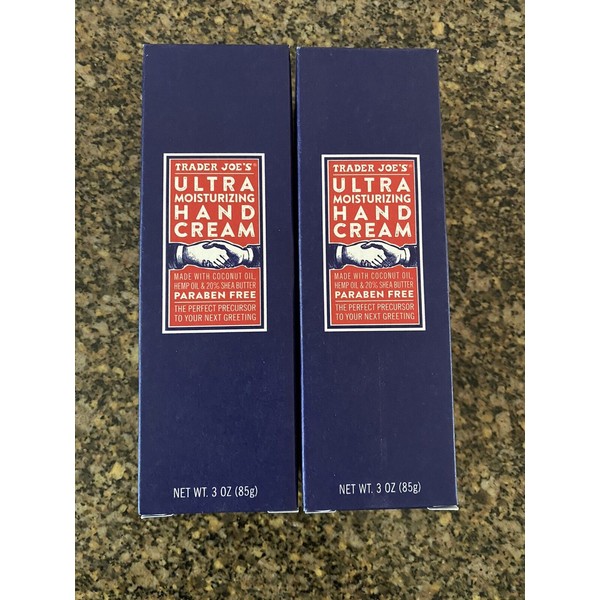 TRADER JOE'S®
ULTRA
MOISTURIZING
HAND
CREAM
MADE WITH COCONUT OIL,
HEMP OIL & 20% SHEA BUTTER
PARABEN FREE
THE PERFECT PRECURSOR
TO YOUR NEXT GREETING
NET WT. 3 OZ (85g)
TRADER JOE'S®
ULTRA
MOISTURIZING
HAND
CREAM
MADE WITH COCONUT OIL,
HEMP OIL & 20% SHEA BUTTER
PARABEN FREE
THE PERFECT PRECURSOR
TO YOUR NEXT GREETING
NET WT. 3 OZ (85g)